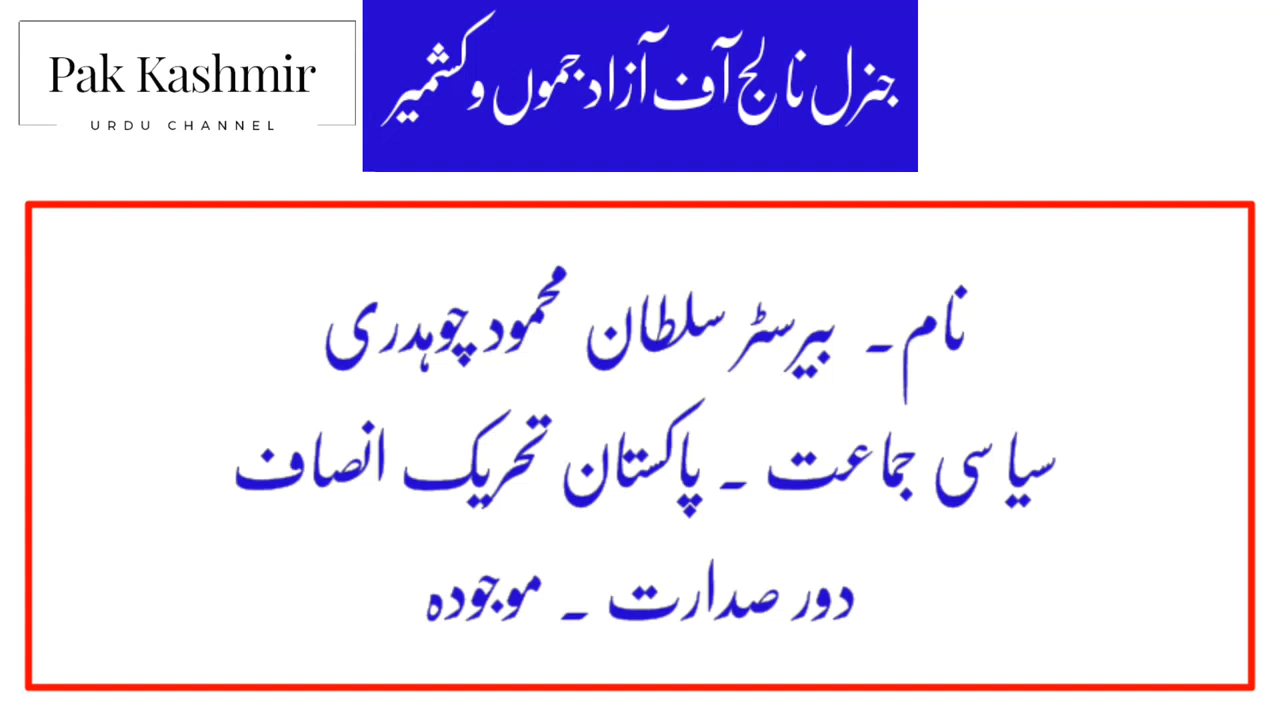 Pak Kashmir
URDU CHANNEL
جنرل نالج آف آزاد جموں و کشمیر
نام ۔ بیرسٹر سلطان محمود چوہدری
سیاسی جماعت ۔ پاکستان تحریک انصاف
دور صدارت ۔ موجودہ